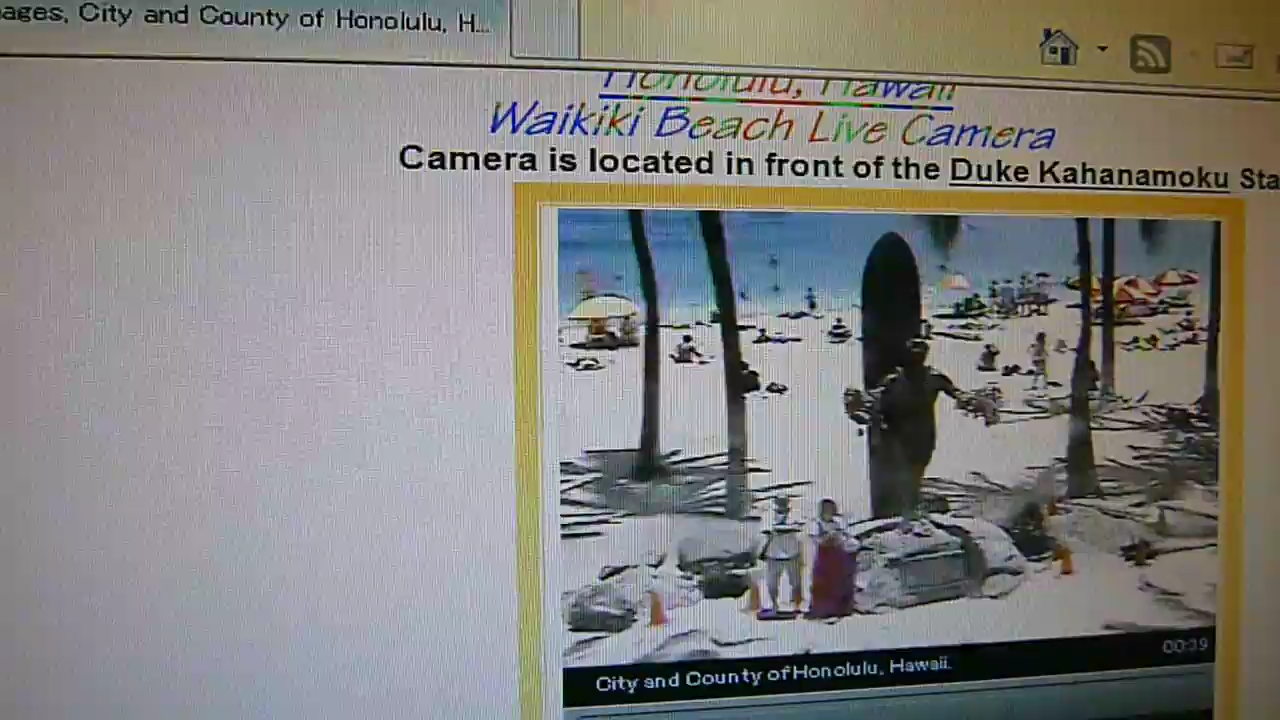 ages, City and County of Honolulu, H...
Honolulu, Hawaii
Waikiki Beach Live Camera
Camera is located in front of the Duke Kahanamoku Sta
00:39
City and County of Honolulu, Hawaii.